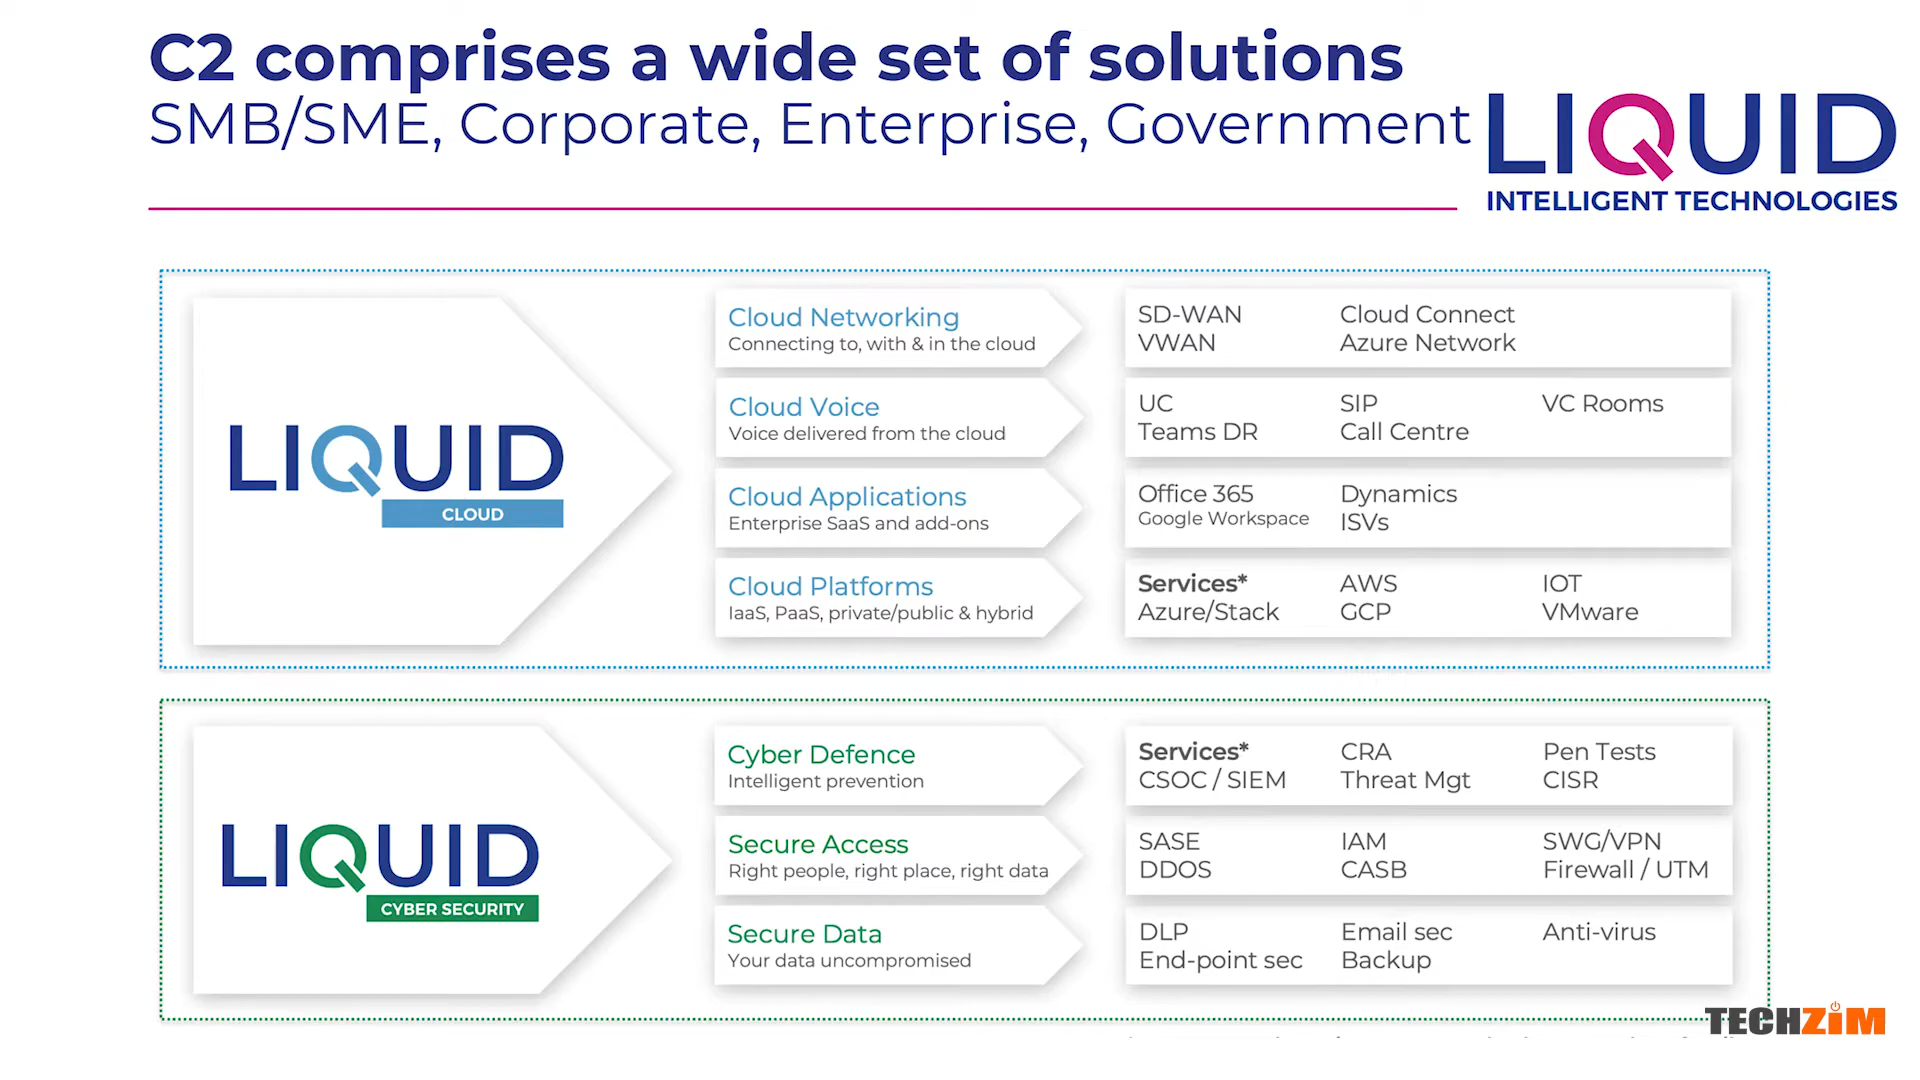 C2 comprises a wide set of solutions
SMB/SME, Corporate, Enterprise, Government
LIQUID
INTELLIGENT TECHNOLOGIES
LIQUID
CLOUD
Cloud Networking
Connecting to, with & in the cloud
SD-WAN Cloud Connect
VWAN Azure Network
Cloud Voice
Voice delivered from the cloud
UC SIP VC Rooms
Teams DR Call Centre
Cloud Applications
Enterprise SaaS and add-ons
Office 365 Dynamics
Google Workspace ISVs
Cloud Platforms
IaaS, PaaS, private/public & hybrid
Services* AWS IOT
Azure/Stack GCP VMware
LIQUID
CYBER SECURITY
Cyber Defence
Intelligent prevention
Services* CRA Pen Tests
CSOC / SIEM Threat Mgt CISR
Secure Access
Right people, right place, right data
SASE IAM SWG/VPN
DDOS CASB Firewall / UTM
Secure Data
Your data uncompromised
DLP Email sec Anti-virus
End-point sec Backup
TECHZIM